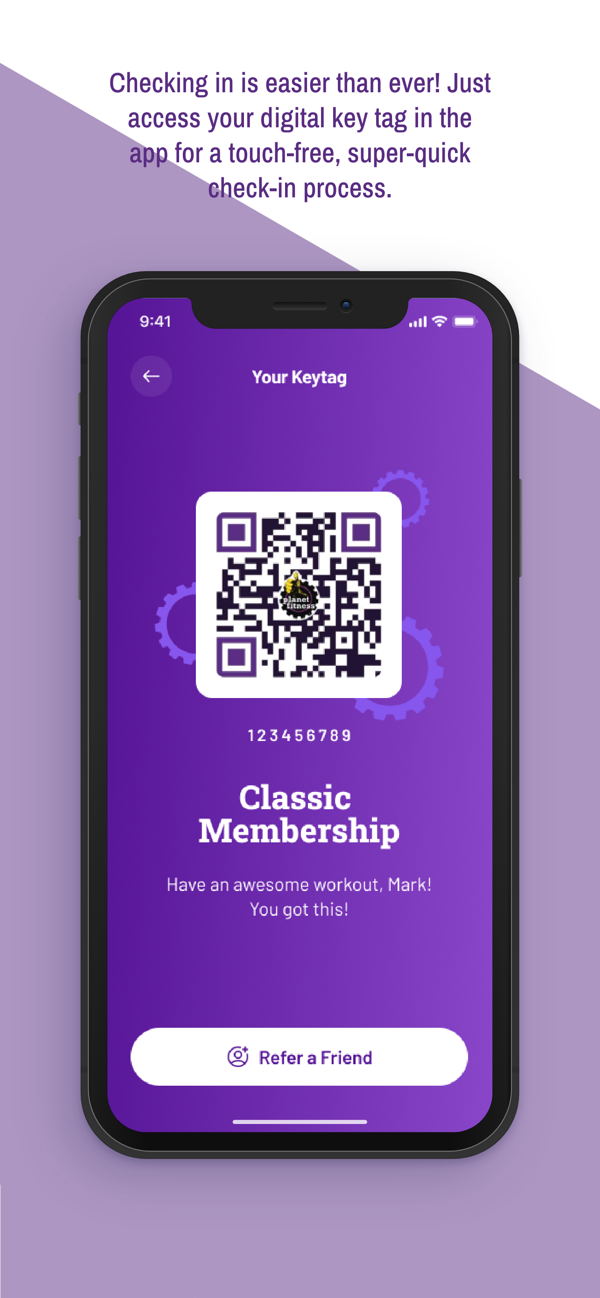 Checking in is easier than ever! Just
access your digital key tag in the
app for a touch-free, super-quick
check-in process.
9:41
Your Keytag
planet
fitness
123456789
Classic
Membership
Have an awesome workout, Mark!
You got this!
Refer a Friend